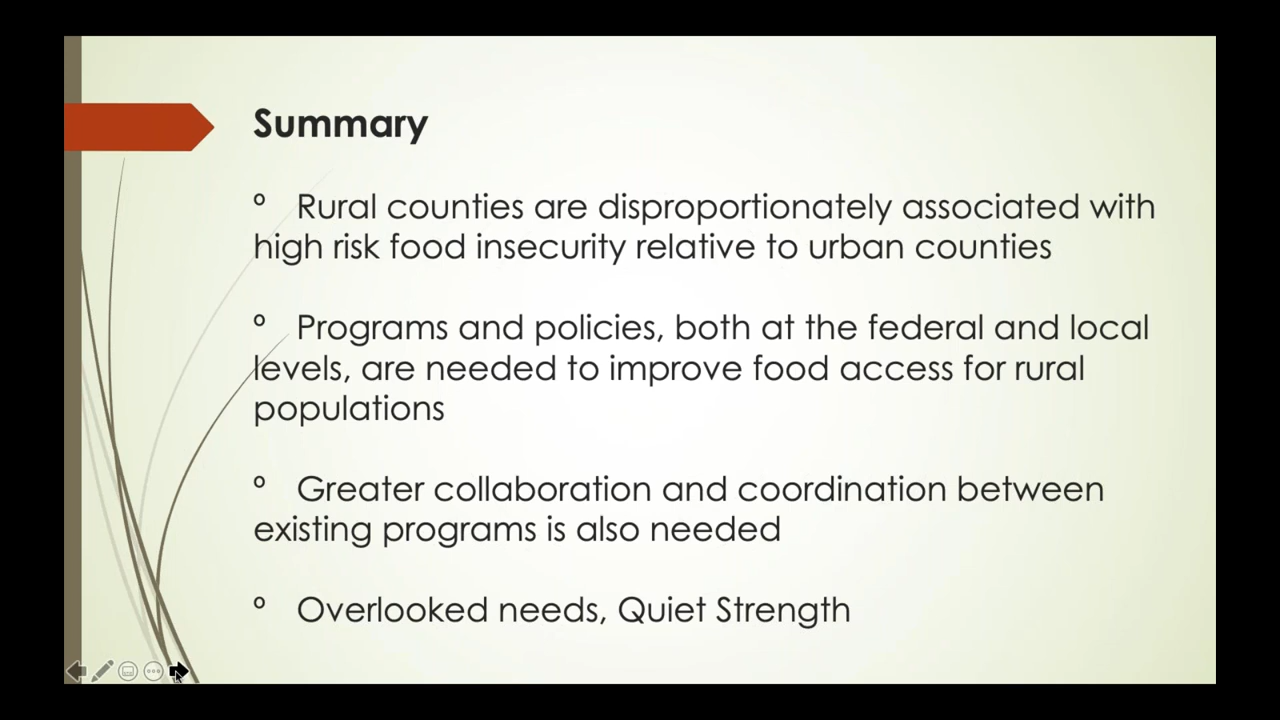 Summary
º Rural counties are disproportionately associated with
high risk food insecurity relative to urban counties
º Programs and policies, both at the federal and local
levels, are needed to improve food access for rural
populations
º Greater collaboration and coordination between
existing programs is also needed
º Overlooked needs, Quiet Strength